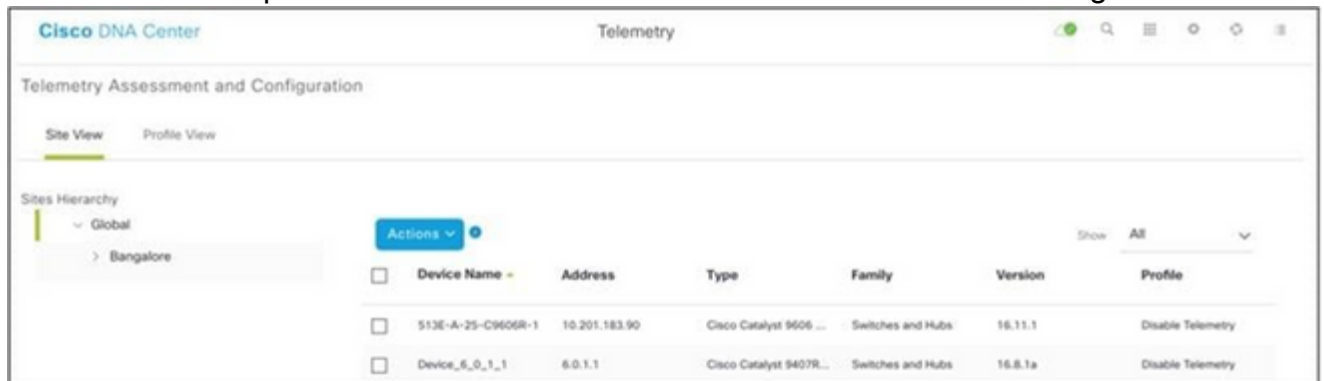 Cisco DNA Center Telemetry
Telemetry Assessment and Configuration
Site View Profile View
Sites Hierarchy
Global
Actions Show All
Bangalore
Device Name Address Type Family Version Profile
S13E-A-25-C9606R-1 10.201.183.90 Cisco Catalyst 9606 ... Switches and Hubs 16.11.1 Disable Telemetry
Device_6_0_1_1 6.0.1.1 Cisco Catalyst 9407R... Switches and Hubs 16.8.1a Disable Telemetry